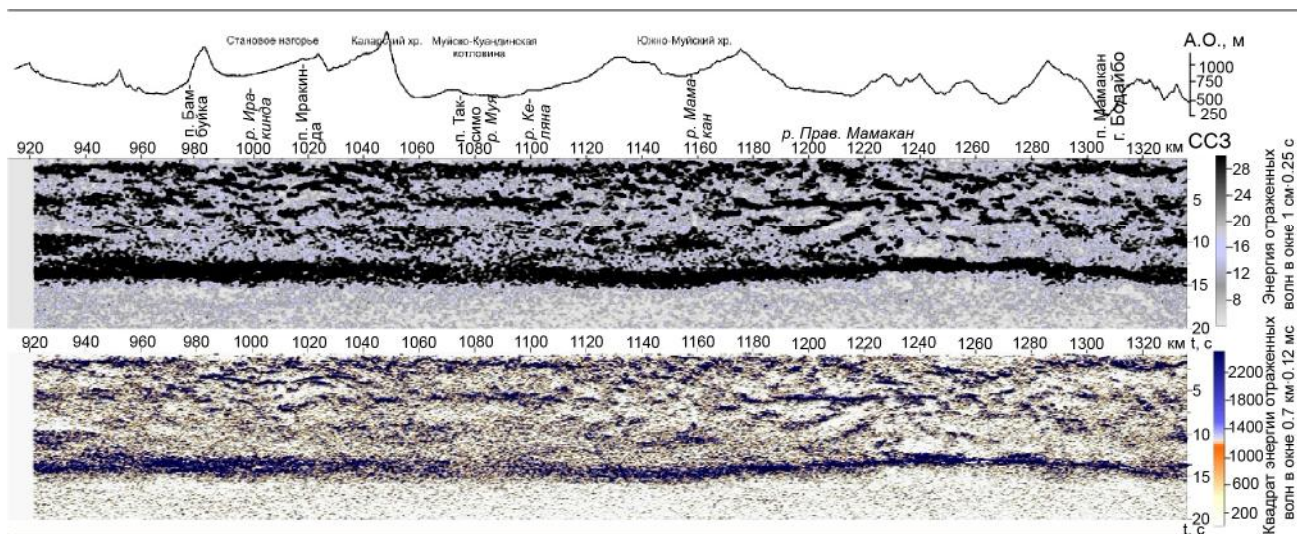 Становое нагорье
Каларский хр.
Муйско-Куандинская
котловина
Южно-Муйский хр.
А.О., м
1000
750
500
250
п. Бам-
буйка
р. Ира-
кинда
п. Иракин-
да
п. Так-
симо
р. Муя
р. Ке-
ляна
р. Мама-
кан
р. Прав. Мамакан
п. Мамакан
г. Бодайбо
920 940 960 980 1000 1020 1040 1060 1080 1100 1120 1140 1160 1180 1200 1220 1240 1260 1280 1300 1320 км
ССЗ
5
10
15
20
28
24
20
16
12
8
Энергия отраженных
волн в окне 1 см·0.25 с
920 940 960 980 1000 1020 1040 1060 1080 1100 1120 1140 1160 1180 1200 1220 1240 1260 1280 1300 1320 км t, с
5
10
15
20
t, с
2200
1800
1400
1000
600
200
Квадрат энергии отраженных
волн в окне 0.7 км·0.12 мс